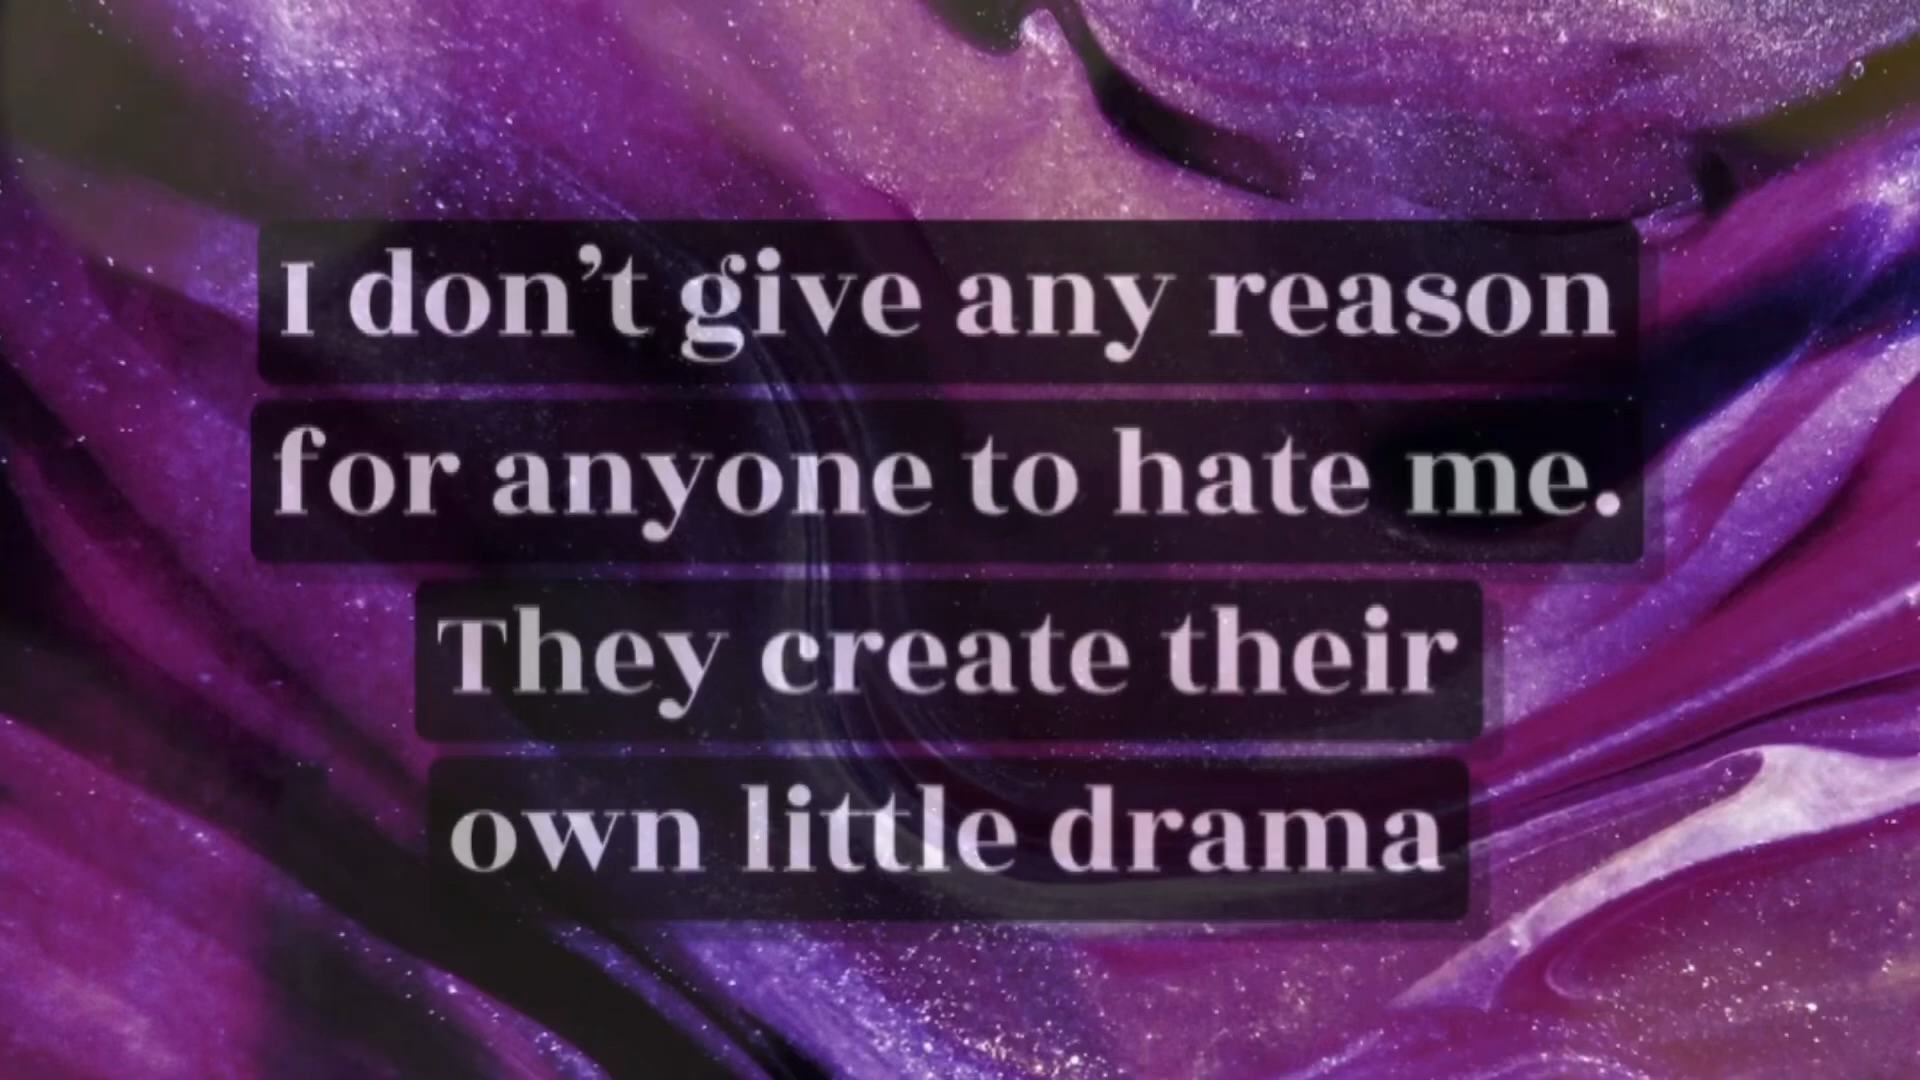 I don’t give any reason
for anyone to hate me.
They create their
own little drama